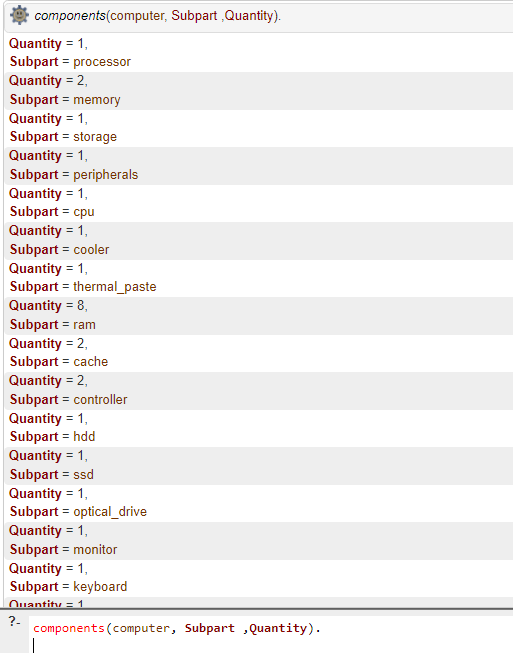 components(computer, Subpart ,Quantity).
Quantity = 1,
Subpart = processor
Quantity = 2,
Subpart = memory
Quantity = 1,
Subpart = storage
Quantity = 1,
Subpart = peripherals
Quantity = 1,
Subpart = cpu
Quantity = 1,
Subpart = cooler
Quantity = 1,
Subpart = thermal_paste
Quantity = 8,
Subpart = ram
Quantity = 2,
Subpart = cache
Quantity = 2,
Subpart = controller
Quantity = 1,
Subpart = hdd
Quantity = 1,
Subpart = ssd
Quantity = 1,
Subpart = optical_drive
Quantity = 1,
Subpart = monitor
Quantity = 1,
Subpart = keyboard
Quantity = 1
?- components(computer, Subpart ,Quantity).